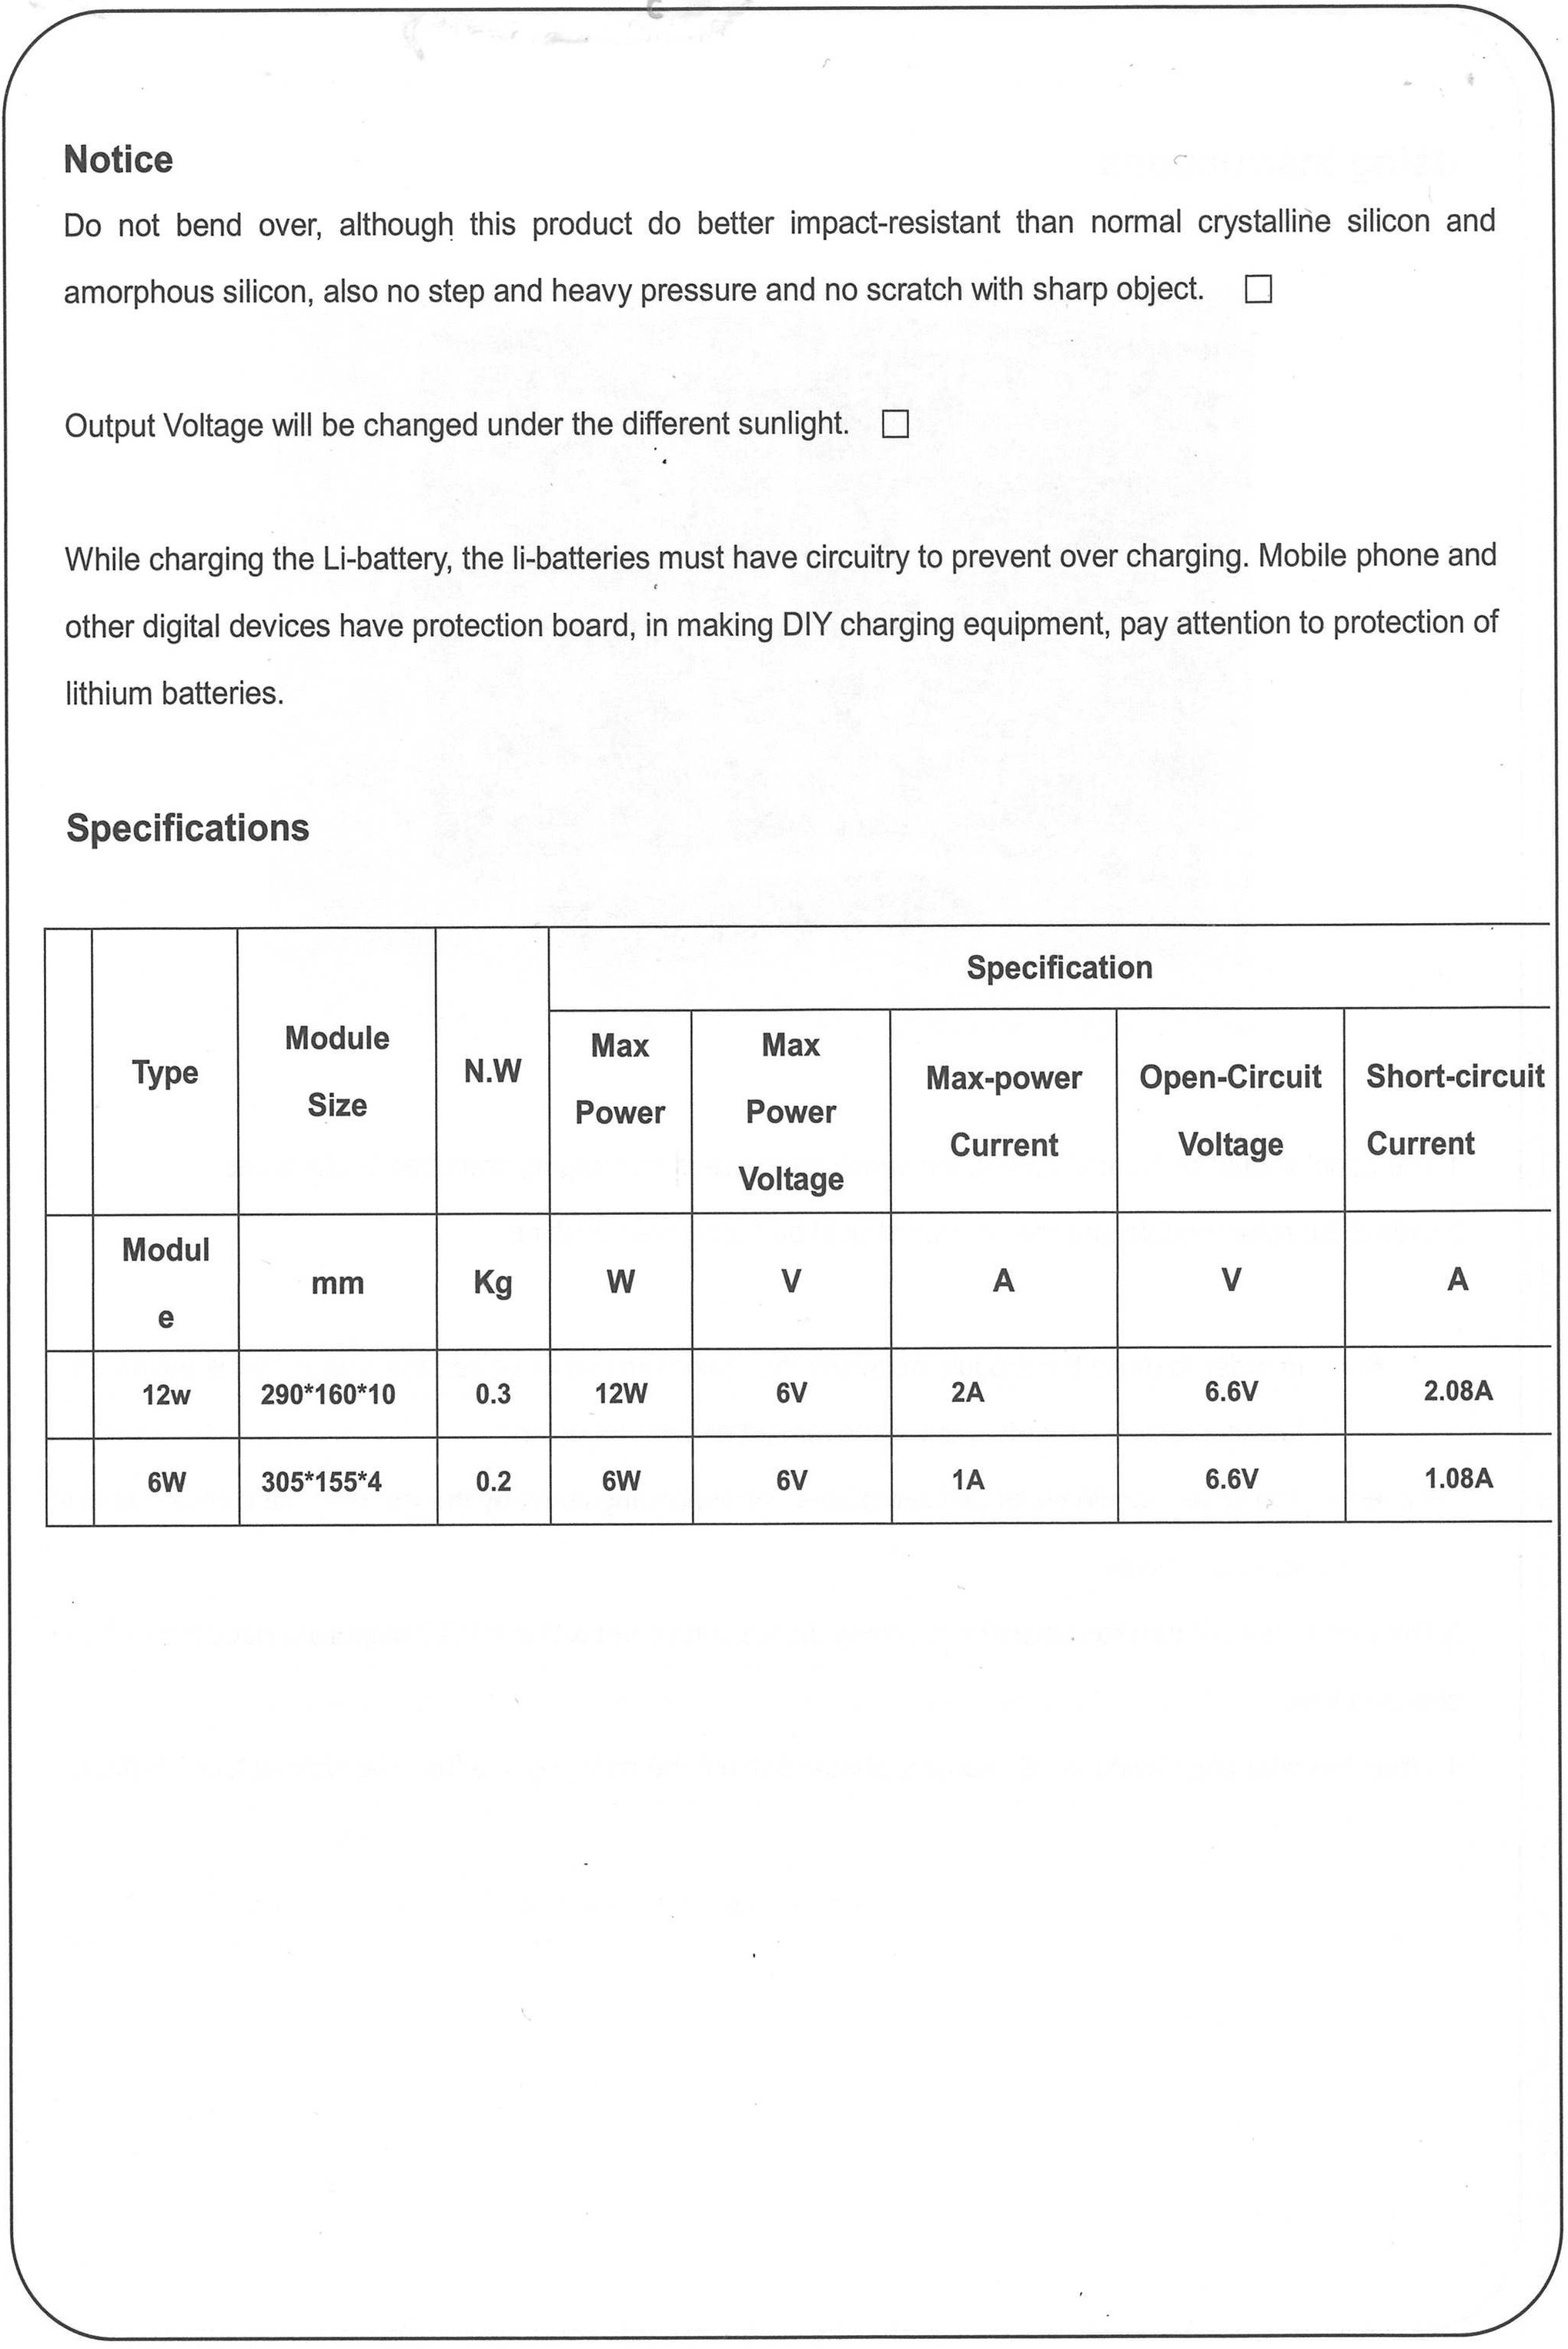 Notice
Do not bend over, although this product do better impact-resistant than normal crystalline silicon and
amorphous silicon, also no step and heavy pressure and no scratch with sharp object. □
Output Voltage will be changed under the different sunlight. □
While charging the Li-battery, the li-batteries must have circuitry to prevent over charging. Mobile phone and
other digital devices have protection board, in making DIY charging equipment, pay attention to protection of
lithium batteries.
Specifications
Specification
Type
Module
Size
N.W
Max
Power
Max
Power
Voltage
Max-power
Current
Open-Circuit
Voltage
Short-circuit
Current
Modul
e
mm Kg W V A V A
12w 290*160*10 0.3 12W 6V 2A 6.6V 2.08A
6W 305*155*4 0.2 6W 6V 1A 6.6V 1.08A